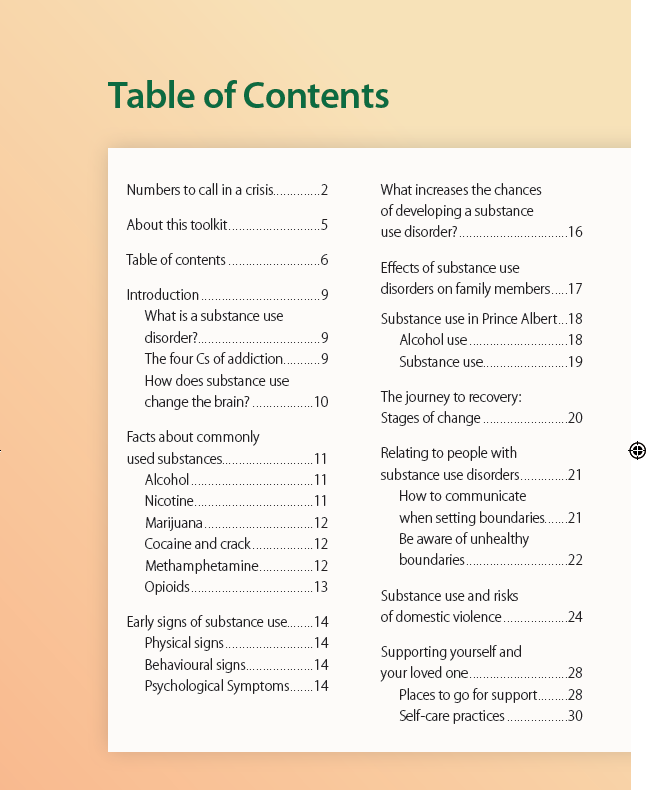 Table of Contents
Numbers to call in a crisis..............2
About this toolkit...........................5
Table of contents ...........................6
Introduction .................................9
What is a substance use
disorder?...................................9
The four Cs of addiction...........9
How does substance use
change the brain? ..................10
Facts about commonly
used substances...........................11
Alcohol ....................................11
Nicotine...................................11
Marijuana ................................12
Cocaine and crack ..................12
Methamphetamine................12
Opioids....................................13
Early signs of substance use........14
Physical signs..........................14
Behavioural signs....................14
Psychological Symptoms.......14
What increases the chances
of developing a substance
use disorder? ................................16
Effects of substance use
disorders on family members.....17
Substance use in Prince Albert...18
Alcohol use .............................18
Substance use.........................19
The journey to recovery:
Stages of change .........................20
Relating to people with
substance use disorders..............21
How to communicate
when setting boundaries.......21
Be aware of unhealthy
boundaries..............................22
Substance use and risks
of domestic violence ...................24
Supporting yourself and
your loved one.............................28
Places to go for support.........28
Self-care practices ..................30